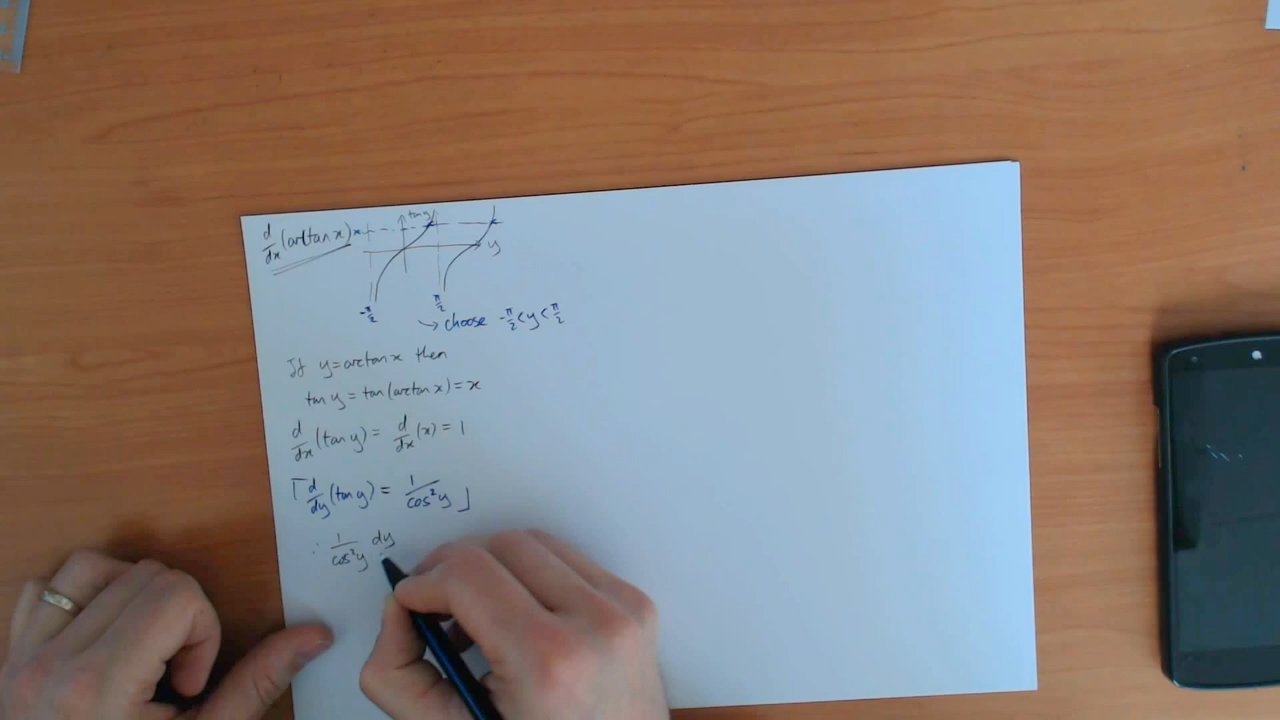 d/dx (arctan x)
tan y
y
-π/2
π/2
→ choose -π/2 < y < π/2
If y = arctan x then
tan y = tan(arctan x) = x
d/dx (tan y) = d/dx (x) = 1
⌈ d/dy (tan y) = 1/cos²y ⌋
∴ 1/cos²y dy